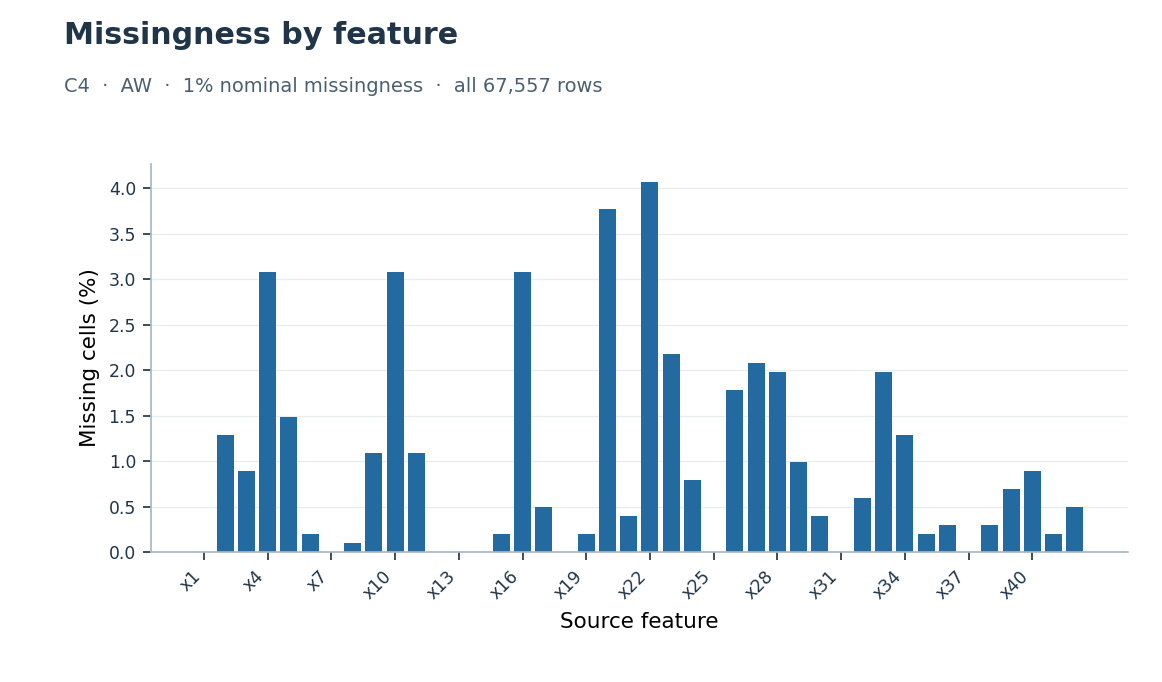 Missingness by feature
C4 · AW · 1% nominal missingness · all 67,557 rows
Missing cells (%)
4.0
3.5
3.0
2.5
2.0
1.5
1.0
0.5
0.0
x1 x4 x7 x10 x13 x16 x19 x22 x25 x28 x31 x34 x37 x40
Source feature